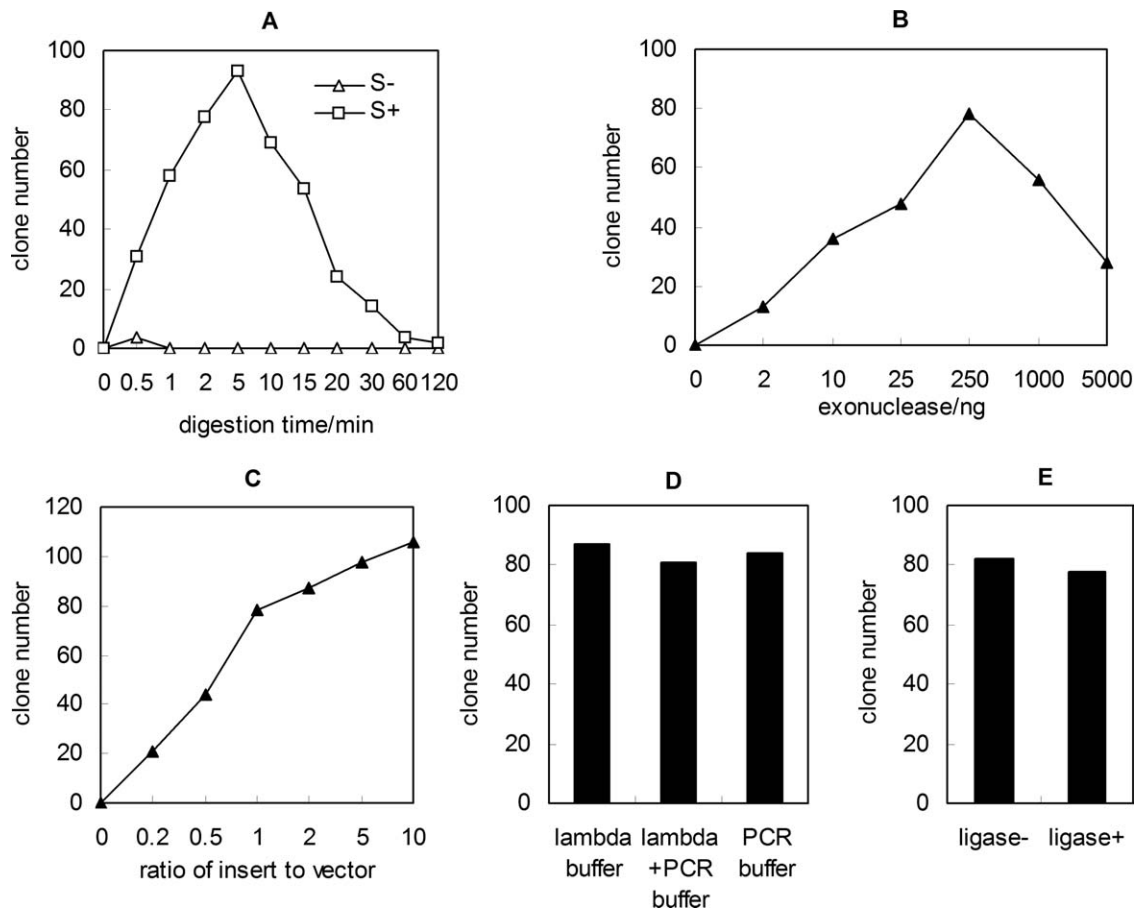 A
100
80
60
40
20
0
clone number
S-
S+
0 0.5 1 2 5 10 15 20 30 60 120
digestion time/min
B
100
80
60
40
20
0
clone number
0 2 10 25 250 1000 5000
exonuclease/ng
C
120
100
80
60
40
20
0
clone number
0 0.2 0.5 1 2 5 10
ratio of insert to vector
D
100
80
60
40
20
0
clone number
lambda
buffer
lambda
+PCR
buffer
PCR
buffer
E
100
80
60
40
20
0
clone number
ligase- ligase+